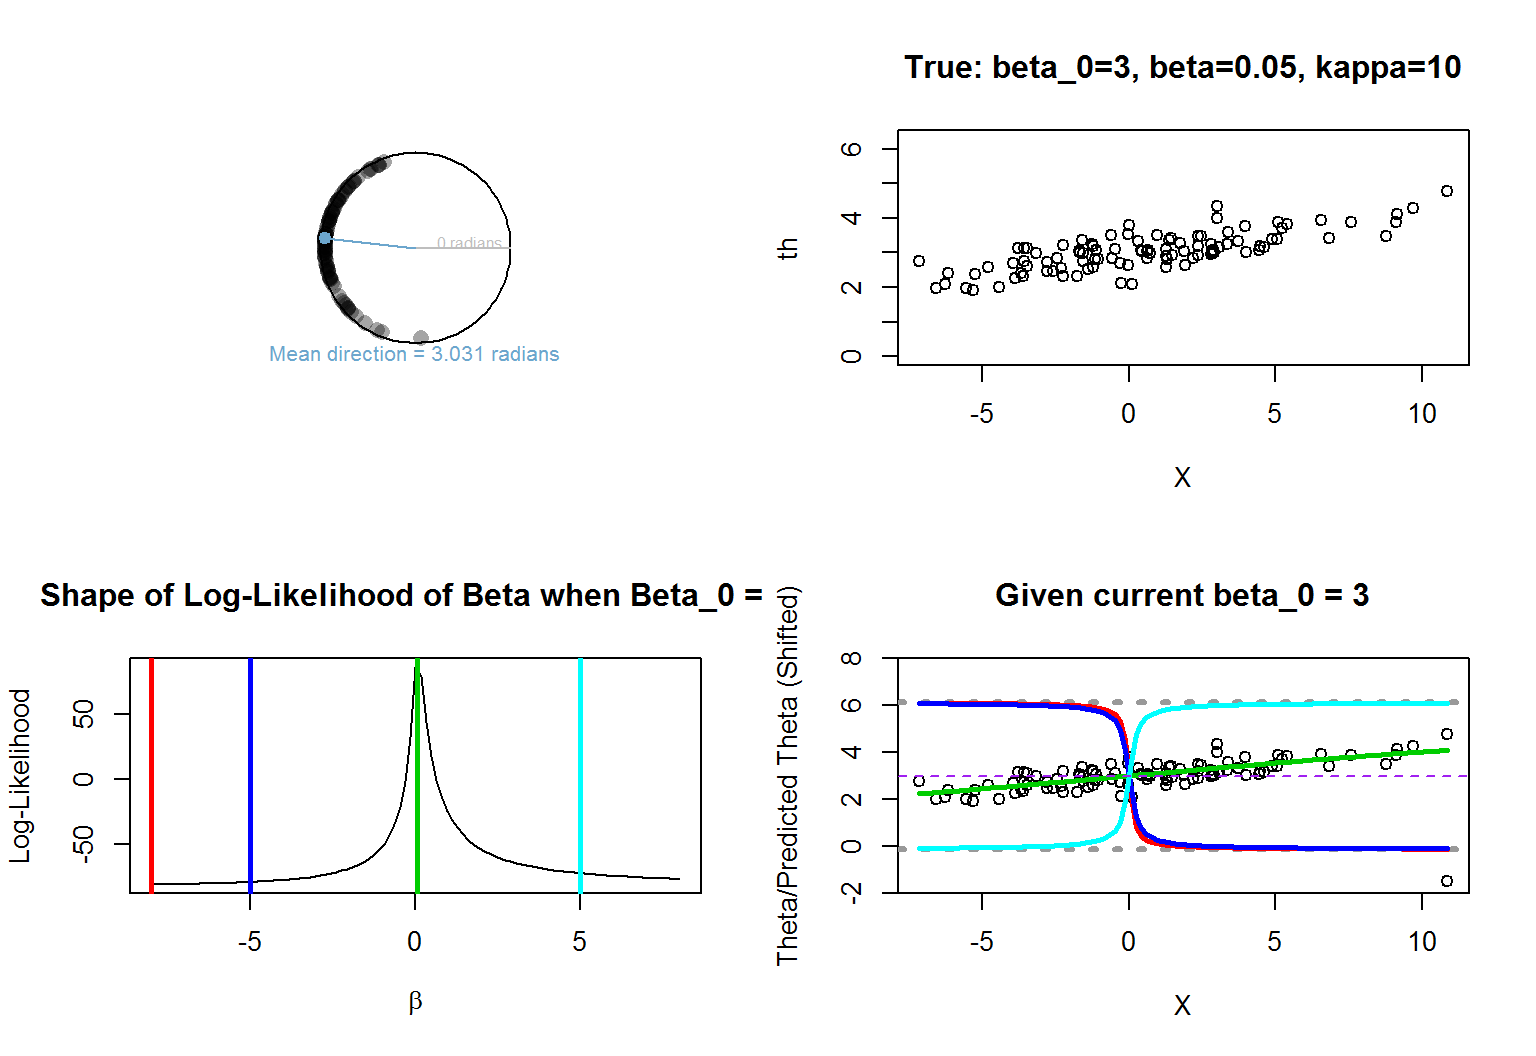 0 radians
Mean direction = 3.031 radians
True: beta_0=3, beta=0.05, kappa=10
th
0 2 4 6
-5 0 5 10
X
Shape of Log-Likelihood of Beta when Beta_0 =
Log-Likelihood
-50 0 50
-5 0 5
β
Given current beta_0 = 3
Theta/Predicted Theta (Shifted)
-2 0 2 4 6 8
-5 0 5 10
X